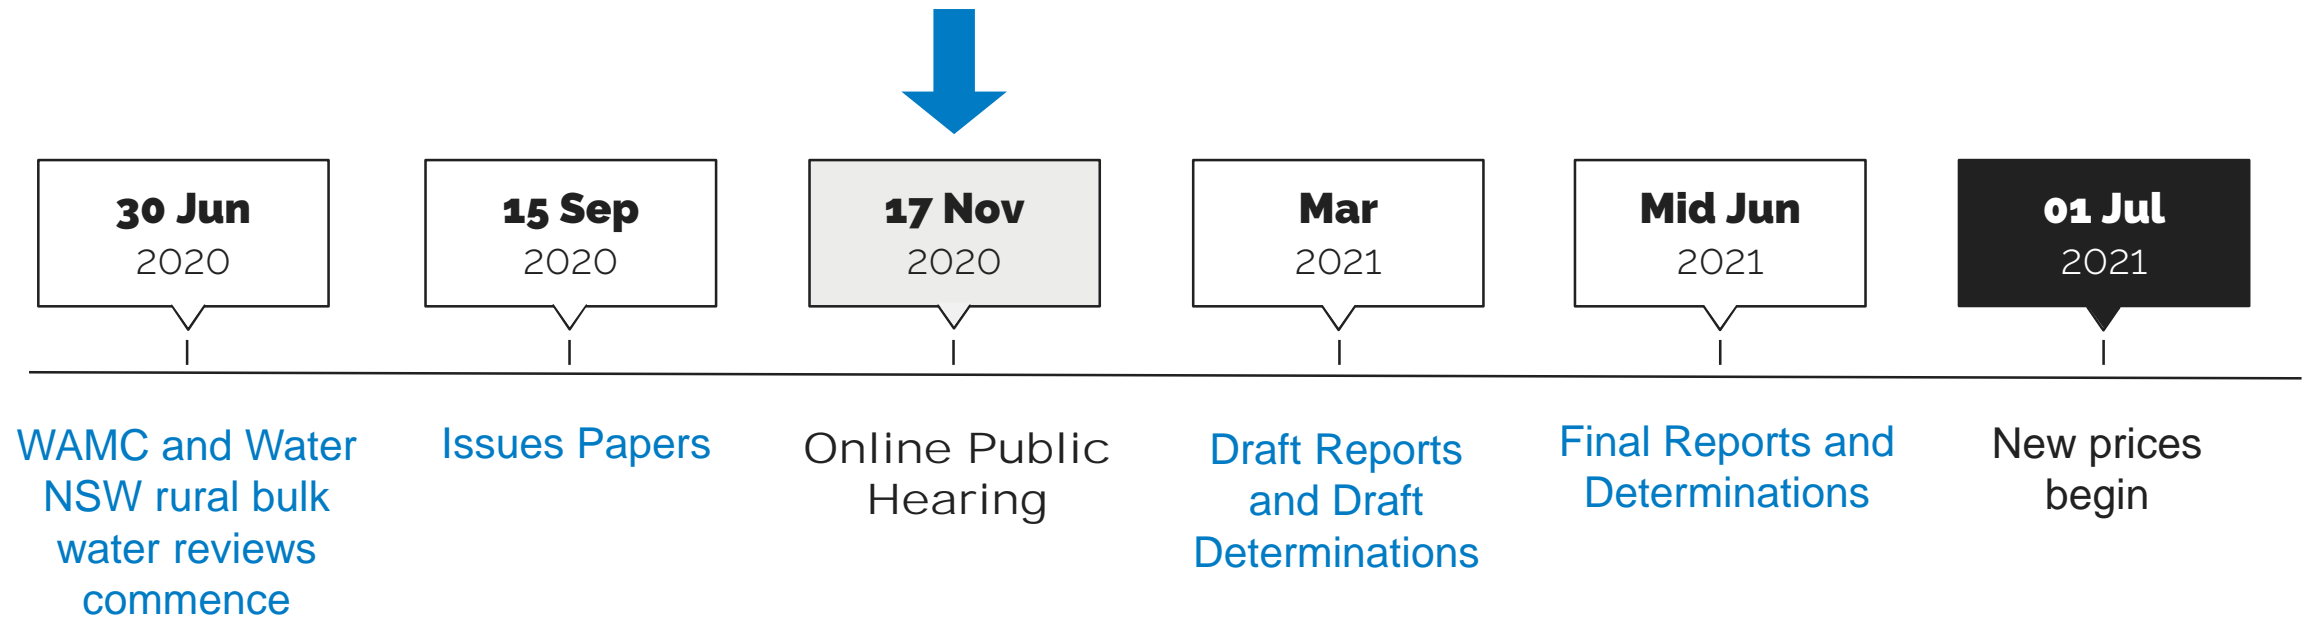 30 Jun
2020
15 Sep
2020
17 Nov
2020
Mar
2021
Mid Jun
2021
01 Jul
2021
WAMC and Water
NSW rural bulk
water reviews
commence
Issues Papers
Online Public
Hearing
Draft Reports
and Draft
Determinations
Final Reports and
Determinations
New prices
begin